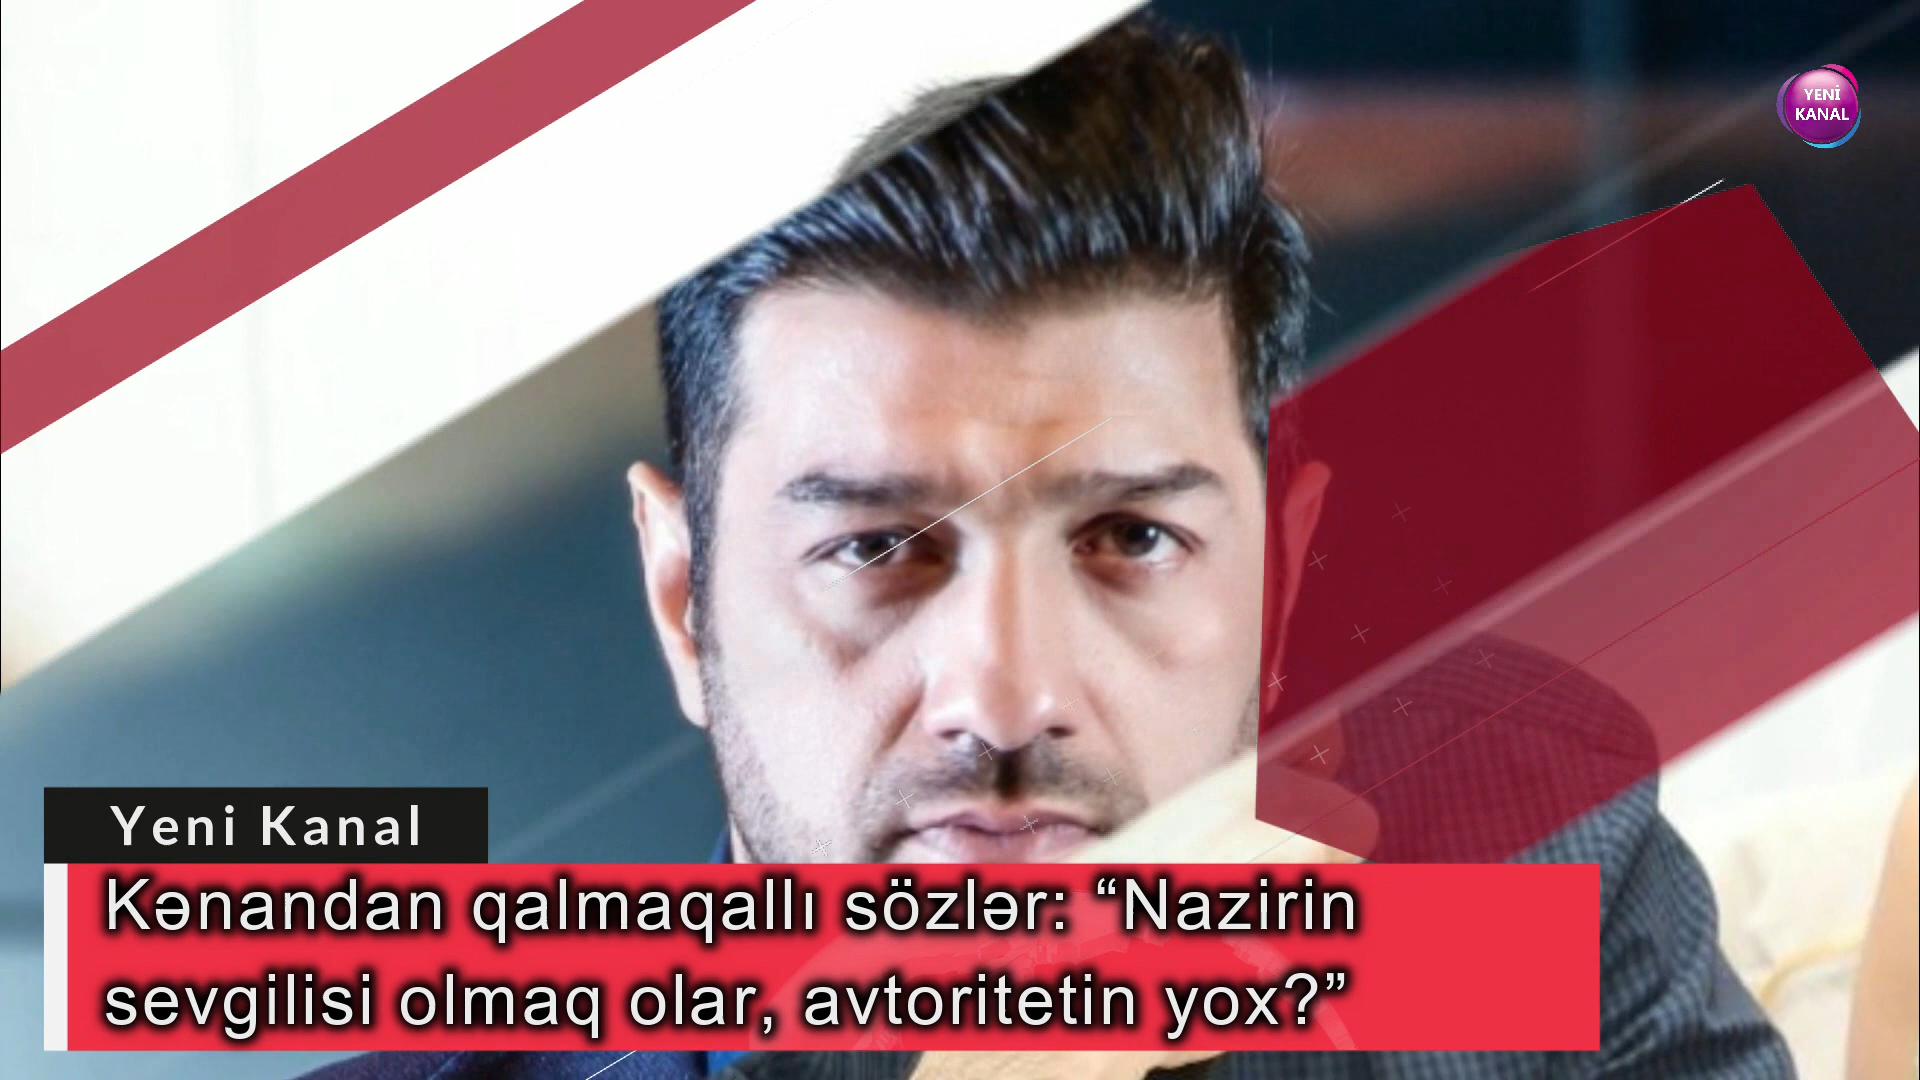 YENİ
KANAL
Yeni Kanal
Kənandan qalmaqallı sözlər: “Nazirin
sevgilisi olmaq olar, avtoritetin yox?”